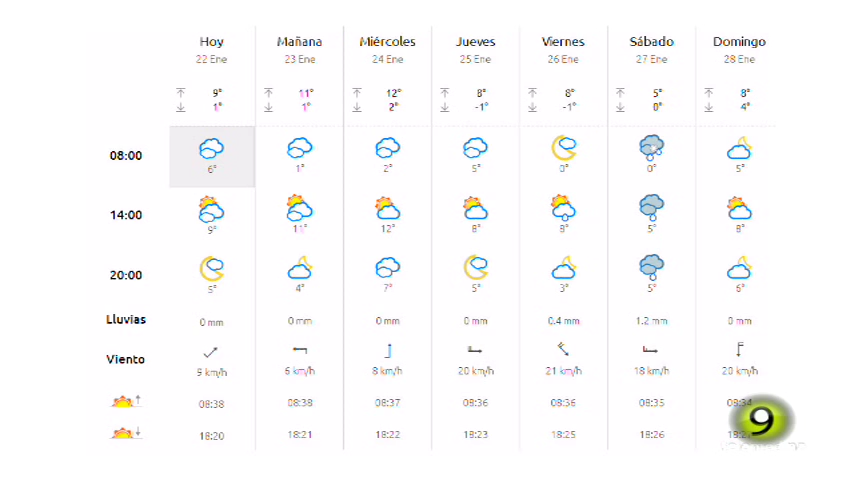 Hoy Mañana Miércoles Jueves Viernes Sábado Domingo
22 Ene 23 Ene 24 Ene 25 Ene 26 Ene 27 Ene 28 Ene
9° 11° 12° 8° 8° 5° 8°
1° 1° 2° -1° -1° 0° 4°
08:00
6° 1° 2° 5° 0° 0° 5°
14:00
9° 11° 12° 8° 8° 5° 8°
20:00
5° 4° 7° 5° 3° 5° 6°
Lluvias 0 mm 0 mm 0 mm 0 mm 0.4 mm 1.2 mm 0 mm
Viento
9 km/h 6 km/h 8 km/h 20 km/h 21 km/h 18 km/h 20 km/h
08:38 08:38 08:37 08:36 08:36 08:35 08:34
18:20 18:21 18:22 18:23 18:25 18:26
9